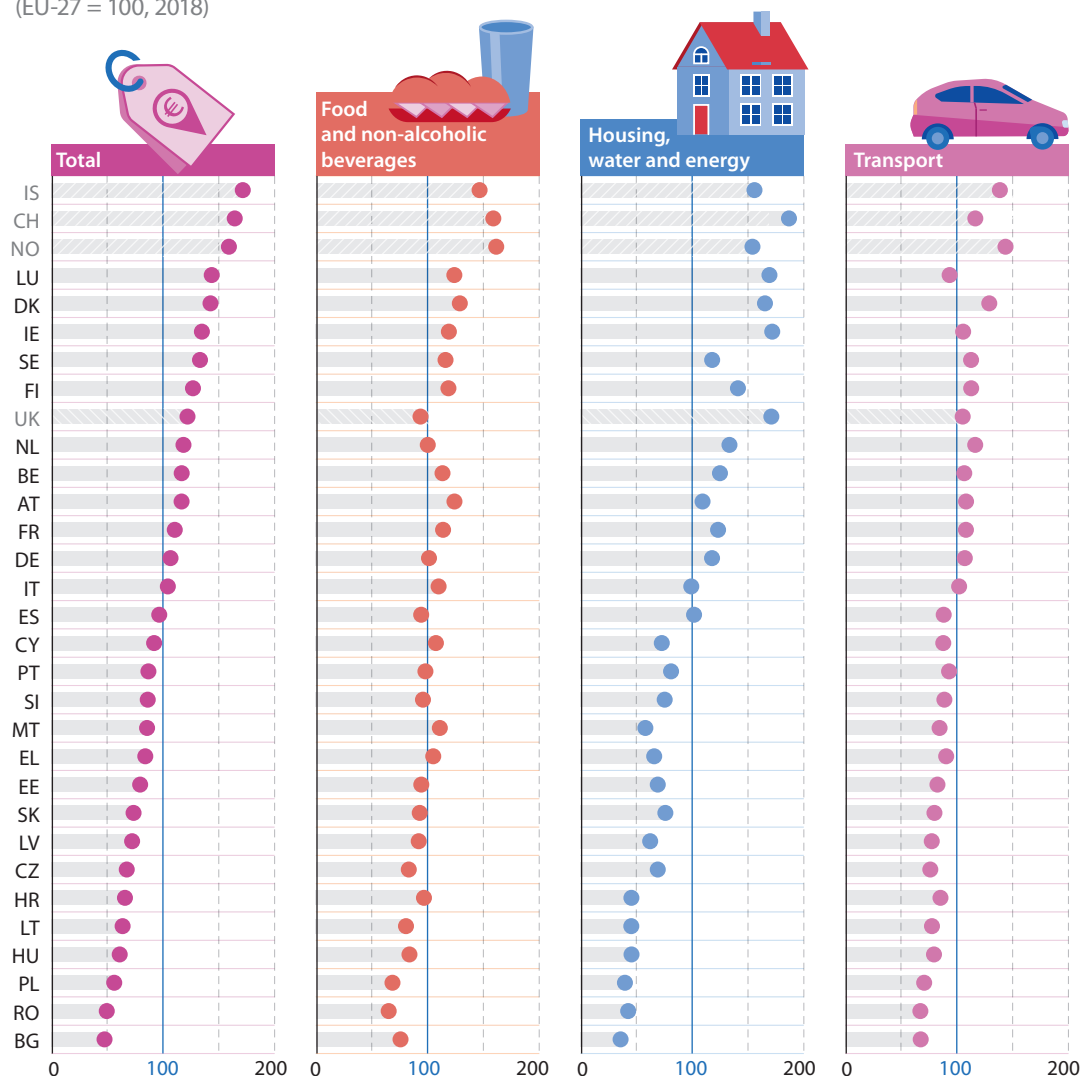 (EU-27 = 100, 2018)
Total
Food
and non-alcoholic
beverages
Housing,
water and energy
Transport
IS
CH
NO
LU
DK
IE
SE
FI
UK
NL
BE
AT
FR
DE
IT
ES
CY
PT
SI
MT
EL
EE
SK
LV
CZ
HR
LT
HU
PL
RO
BG
0 100 200 0 100 200 0 100 200 0 100 200